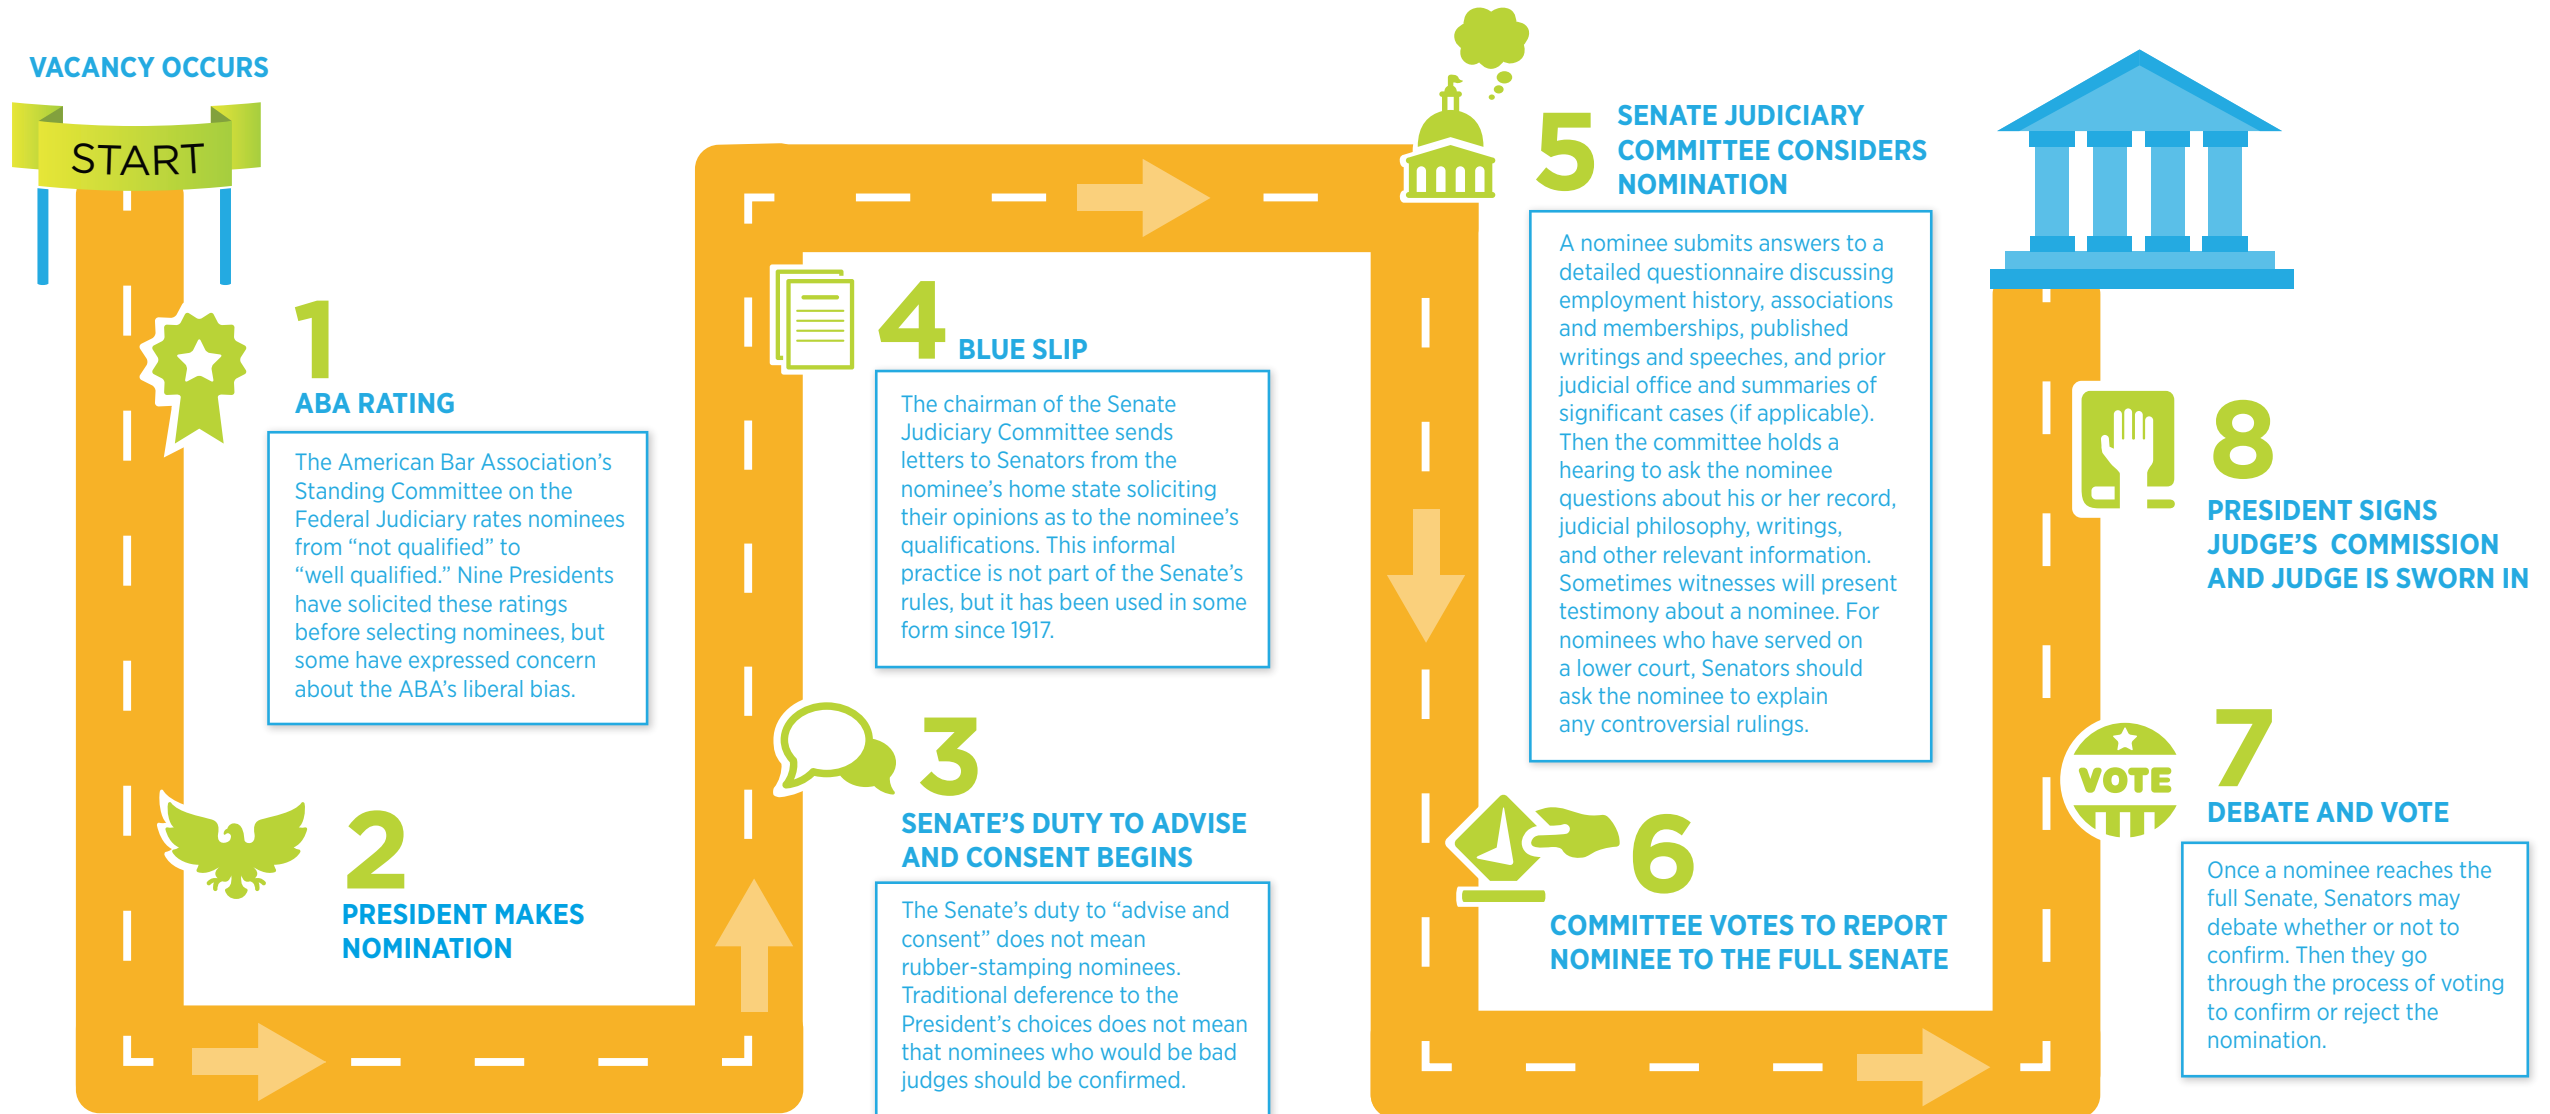 VACANCY OCCURS
START
1
ABA RATING
The American Bar Association’s
Standing Committee on the
Federal Judiciary rates nominees
from “not qualified” to
“well qualified.” Nine Presidents
have solicited these ratings
before selecting nominees, but
some have expressed concern
about the ABA’s liberal bias.
2
PRESIDENT MAKES
NOMINATION
3
SENATE’S DUTY TO ADVISE
AND CONSENT BEGINS
The Senate’s duty to “advise and
consent” does not mean
rubber-stamping nominees.
Traditional deference to the
President’s choices does not mean
that nominees who would be bad
judges should be confirmed.
4
BLUE SLIP
The chairman of the Senate
Judiciary Committee sends
letters to Senators from the
nominee’s home state soliciting
their opinions as to the nominee’s
qualifications. This informal
practice is not part of the Senate’s
rules, but it has been used in some
form since 1917.
5
SENATE JUDICIARY
COMMITTEE CONSIDERS
NOMINATION
A nominee submits answers to a
detailed questionnaire discussing
employment history, associations
and memberships, published
writings and speeches, and prior
judicial office and summaries of
significant cases (if applicable).
Then the committee holds a
hearing to ask the nominee
questions about his or her record,
judicial philosophy, writings,
and other relevant information.
Sometimes witnesses will present
testimony about a nominee. For
nominees who have served on
a lower court, Senators should
ask the nominee to explain
any controversial rulings.
6
COMMITTEE VOTES TO REPORT
NOMINEE TO THE FULL SENATE
7
VOTE
DEBATE AND VOTE
Once a nominee reaches the
full Senate, Senators may
debate whether or not to
confirm. Then they go
through the process of voting
to confirm or reject the
nomination.
8
PRESIDENT SIGNS
JUDGE’S COMMISSION
AND JUDGE IS SWORN IN